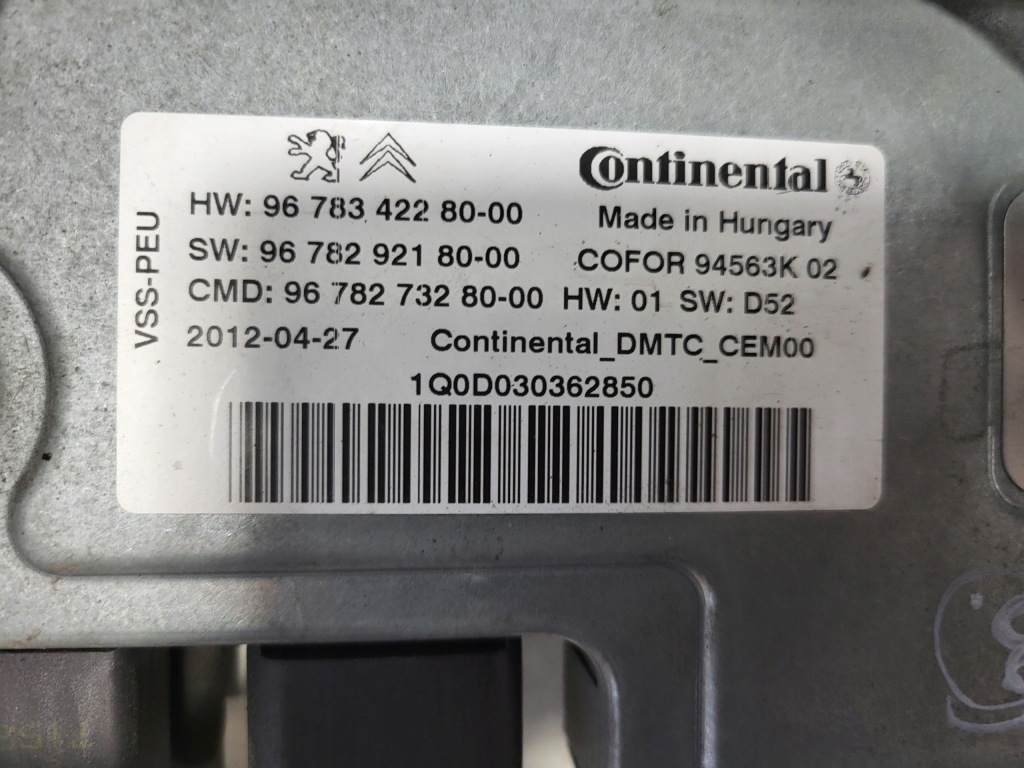 Continental
HW: 96 783 422 80-00
Made in Hungary
SW: 96 782 921 80-00
COFOR 94563K 02
CMD: 96 782 732 80-00 HW: 01 SW: D52
2012-04-27
Continental_DMTC_CEM00
1Q0D030362850
VSS-PEU